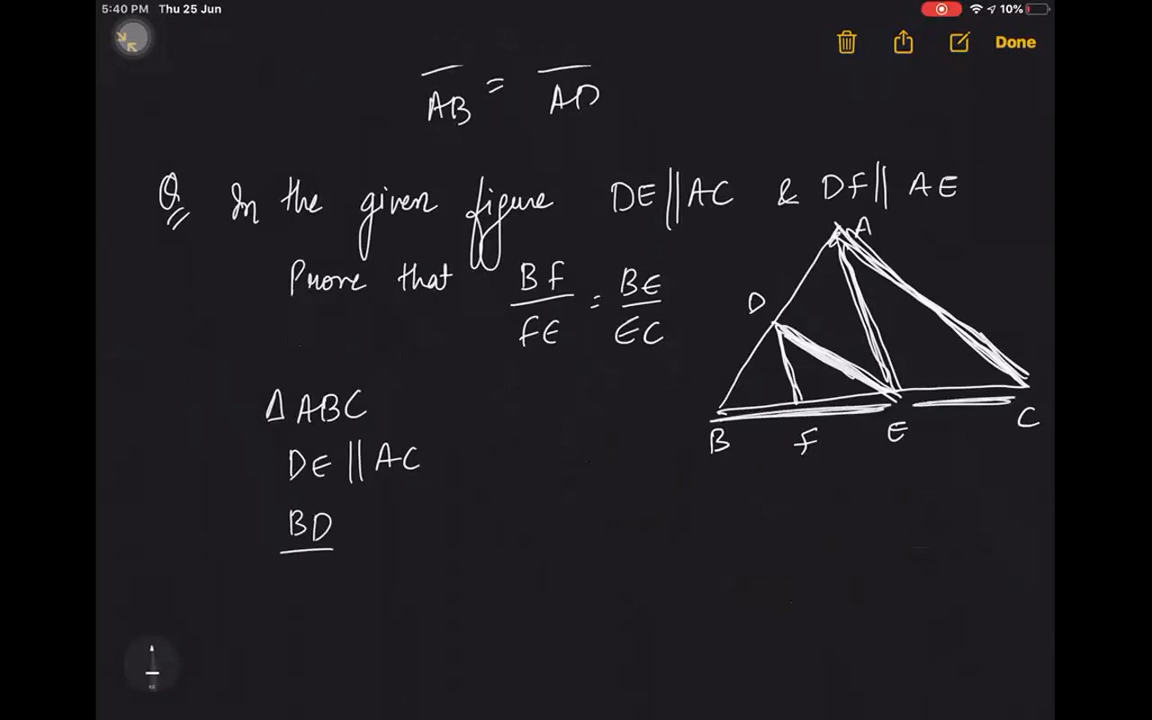 5:40 PM Thu 25 Jun 10%
Done
AB = AD
Q In the given figure DE||AC & DF|| AE
Prove that BF/FE = BE/EC
A
D
B F E C
Δ ABC
DE || AC
BD